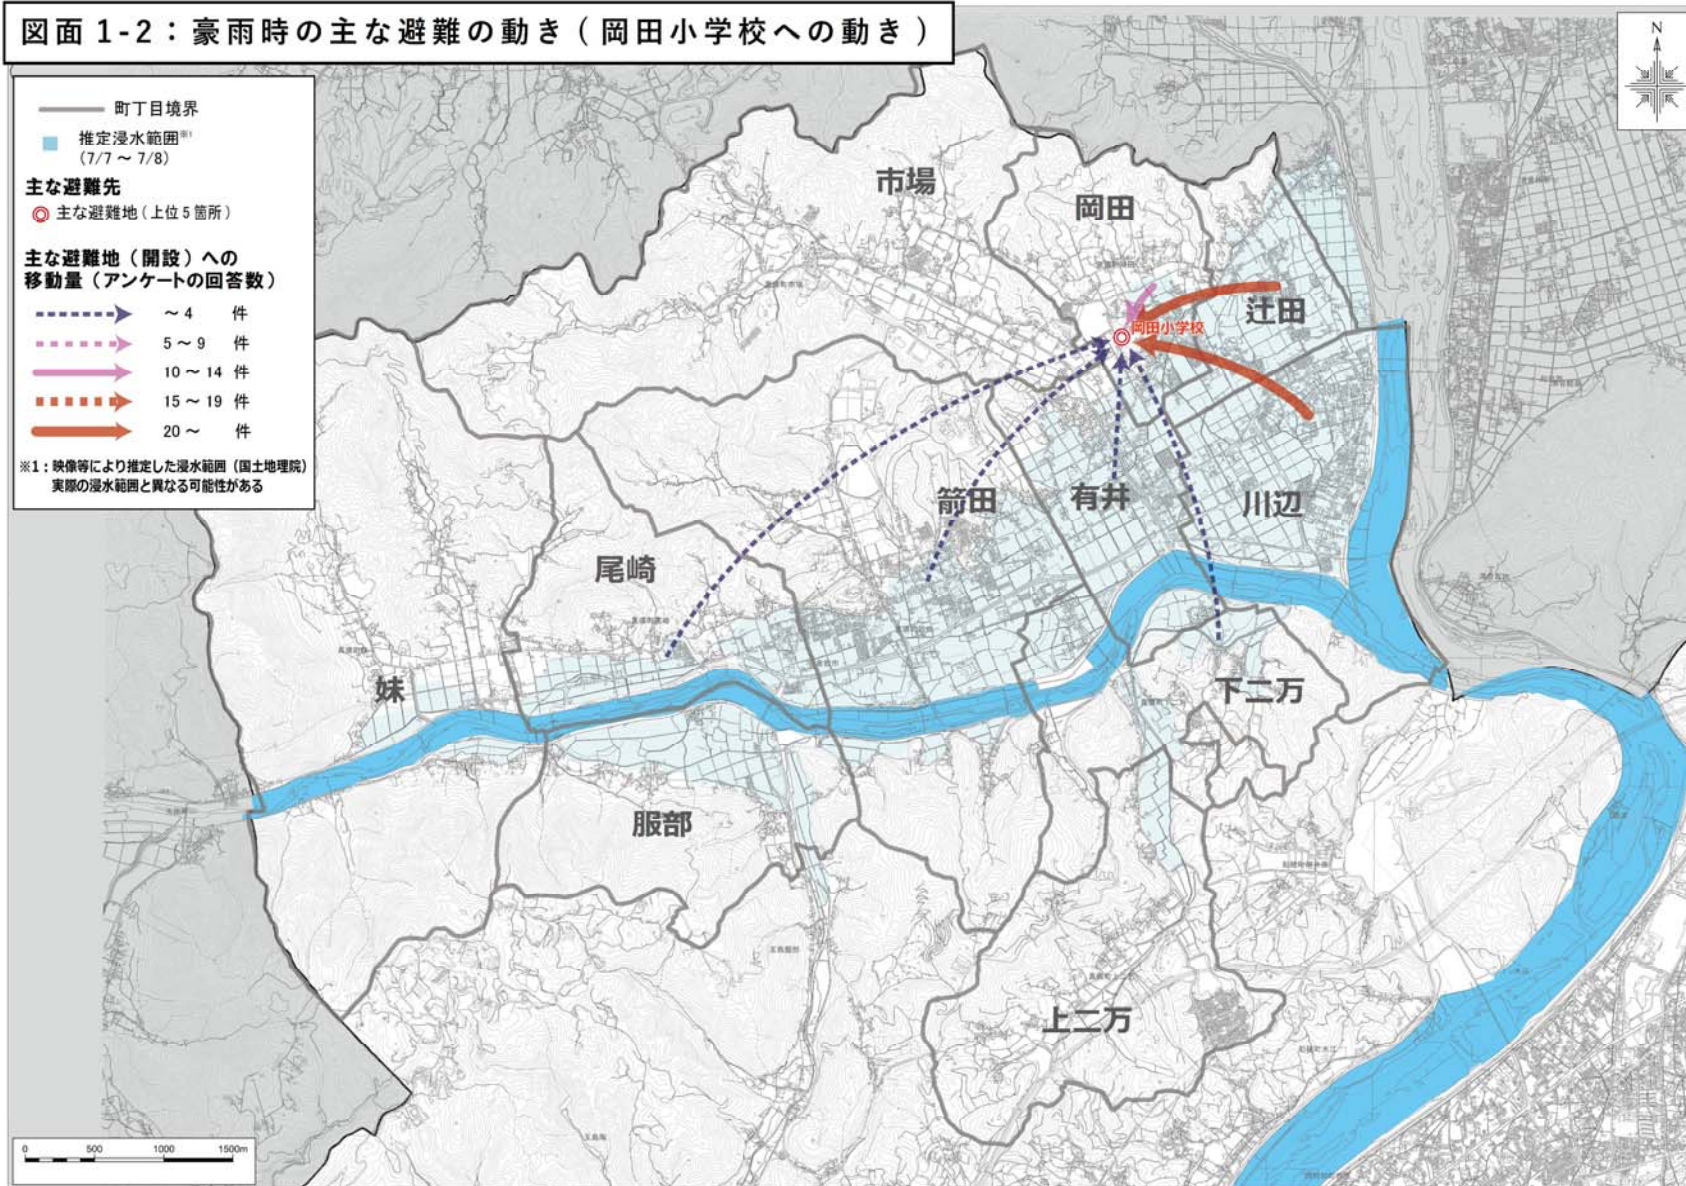 図面 1-2：豪雨時の主な避難の動き（岡田小学校への動き）
N
町丁目境界
推定浸水範囲※1
(7/7 ～ 7/8)
主な避難先
主な避難地（上位5箇所）
主な避難地（開設）への
移動量（アンケートの回答数）
～ 4 件
5 ～ 9 件
10 ～ 14 件
15 ～ 19 件
20 ～ 件
※1：映像等により推定した浸水範囲（国土地理院）
実際の浸水範囲と異なる可能性がある
市場
岡田
辻田
岡田小学校
箭田
有井
川辺
尾崎
妹
下二万
服部
上二万
0 500 1000 1500m